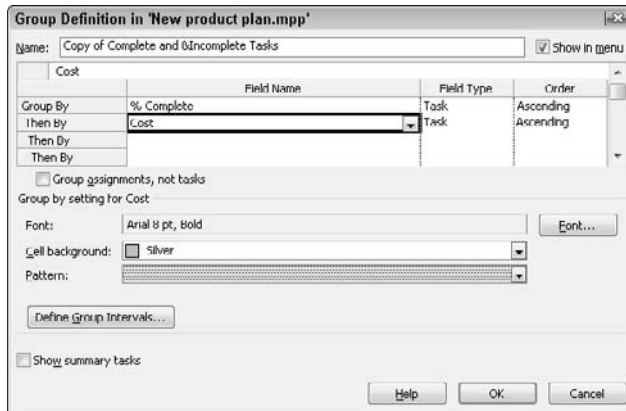 Group Definition in 'New product plan.mpp'
Name: Copy of Complete and &Incomplete Tasks Show in menu
Cost
Field Name Field Type Order
Group By % Complete Task Ascending
Then By Cost Task Ascending
Then By
Then By
Group assignments, not tasks
Group by setting for Cost
Font: Arial 8 pt, Bold Font...
Cell background: Silver
Pattern:
Define Group Intervals...
Show summary tasks
Help OK Cancel